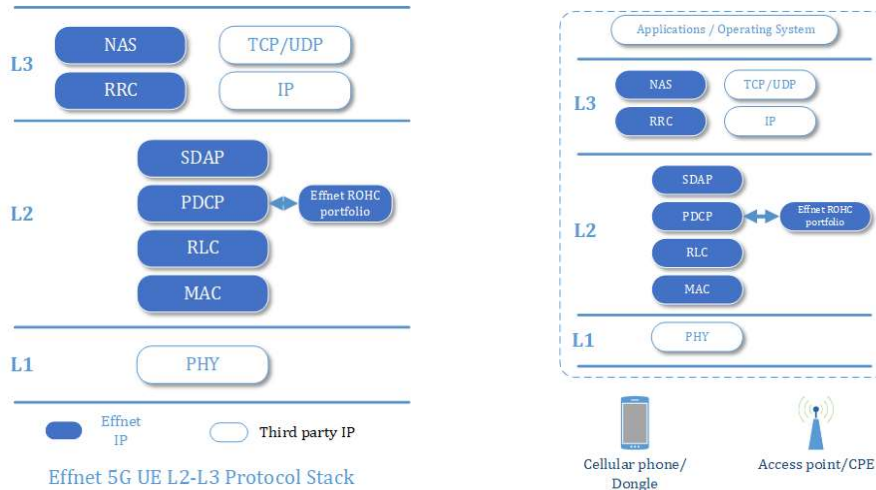 NAS
TCP/UDP
L3
RRC
IP
SDAP
PDCP
Effnet ROHC
portfolio
L2
RLC
MAC
L1
PHY
Effnet
IP
Third party IP
Effnet 5G UE L2-L3 Protocol Stack
Applications / Operating System
NAS
TCP/UDP
L3
RRC
IP
SDAP
PDCP
Effnet ROHC
portfolio
L2
RLC
MAC
L1
PHY
Cellular phone/
Dongle
Access point/CPE